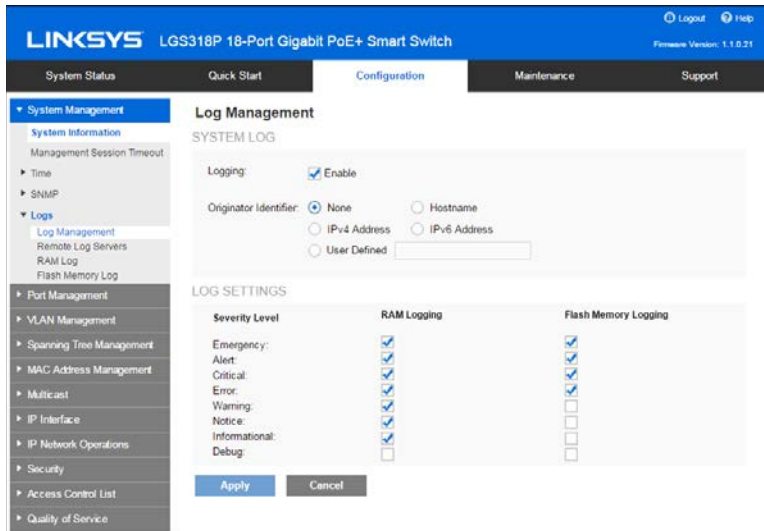 Logout Help
LINKSYS LGS318P 18-Port Gigabit PoE+ Smart Switch
Firmware Version: 1.1.0.21
System Status Quick Start Configuration Maintenance Support
System Management
System Information
Management Session Timeout
Time
SNMP
Logs
Log Management
Remote Log Servers
RAM Log
Flash Memory Log
Port Management
VLAN Management
Spanning Tree Management
MAC Address Management
Multicast
IP Interface
IP Network Operations
Security
Access Control List
Quality of Service
Log Management
SYSTEM LOG
Logging: Enable
Originator Identifier: None Hostname
IPv4 Address IPv6 Address
User Defined
LOG SETTINGS
Severity Level RAM Logging Flash Memory Logging
Emergency:
Alert:
Critical:
Error:
Warning:
Notice:
Informational:
Debug:
Apply Cancel